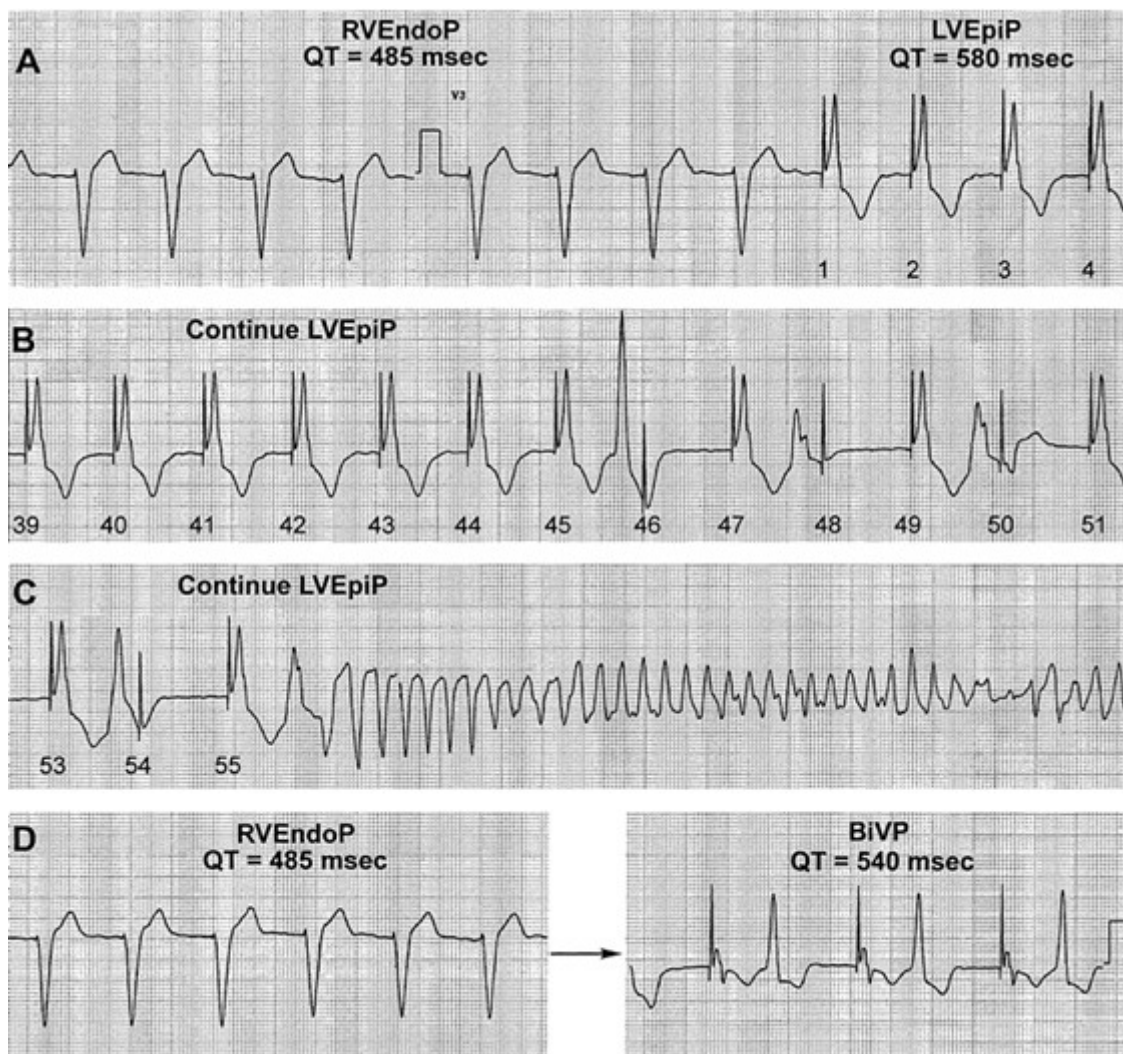 A
RVEndoP
QT = 485 msec
V3
LVEpiP
QT = 580 msec
1 2 3 4
B
Continue LVEpiP
39 40 41 42 43 44 45 46 47 48 49 50 51
C
Continue LVEpiP
53 54 55
D
RVEndoP
QT = 485 msec
BiVP
QT = 540 msec